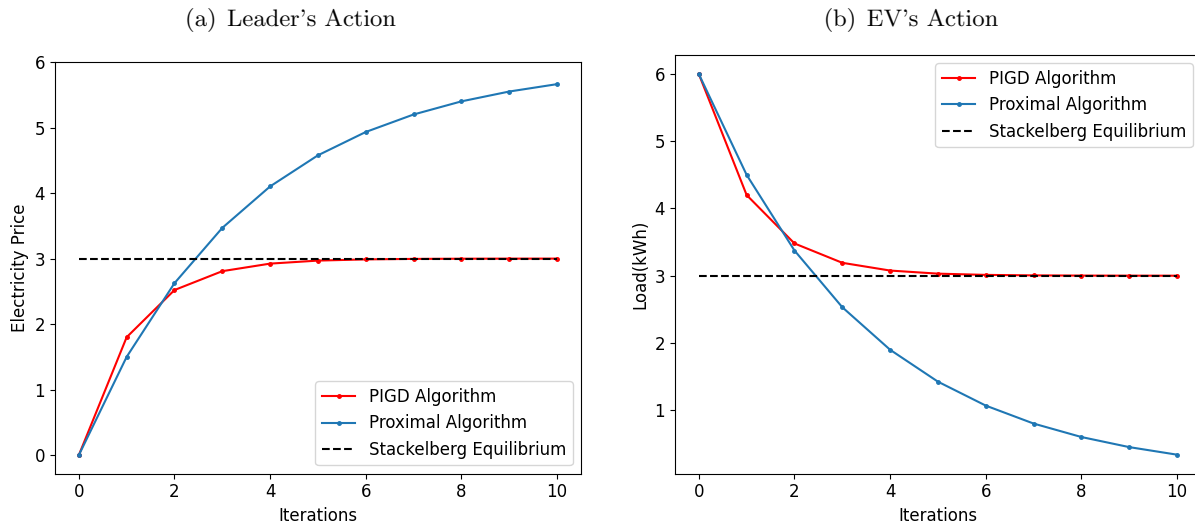 (a) Leader's Action
6
5
4
3
2
1
0
Electricity Price
PIGD Algorithm
Proximal Algorithm
Stackelberg Equilibrium
0 2 4 6 8 10
Iterations
(b) EV's Action
6
5
4
3
2
1
Load(kWh)
PIGD Algorithm
Proximal Algorithm
Stackelberg Equilibrium
0 2 4 6 8 10
Iterations